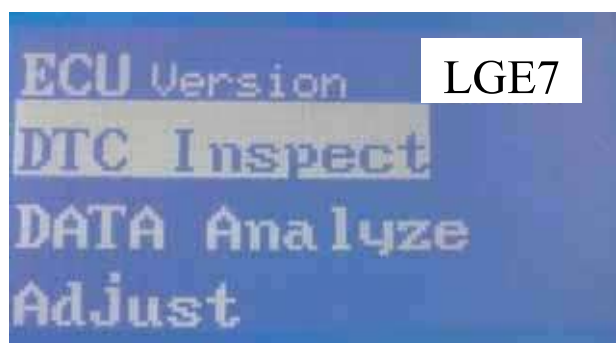 ECU Version
LGE7
DTC Inspect
DATA Analyze
Adjust